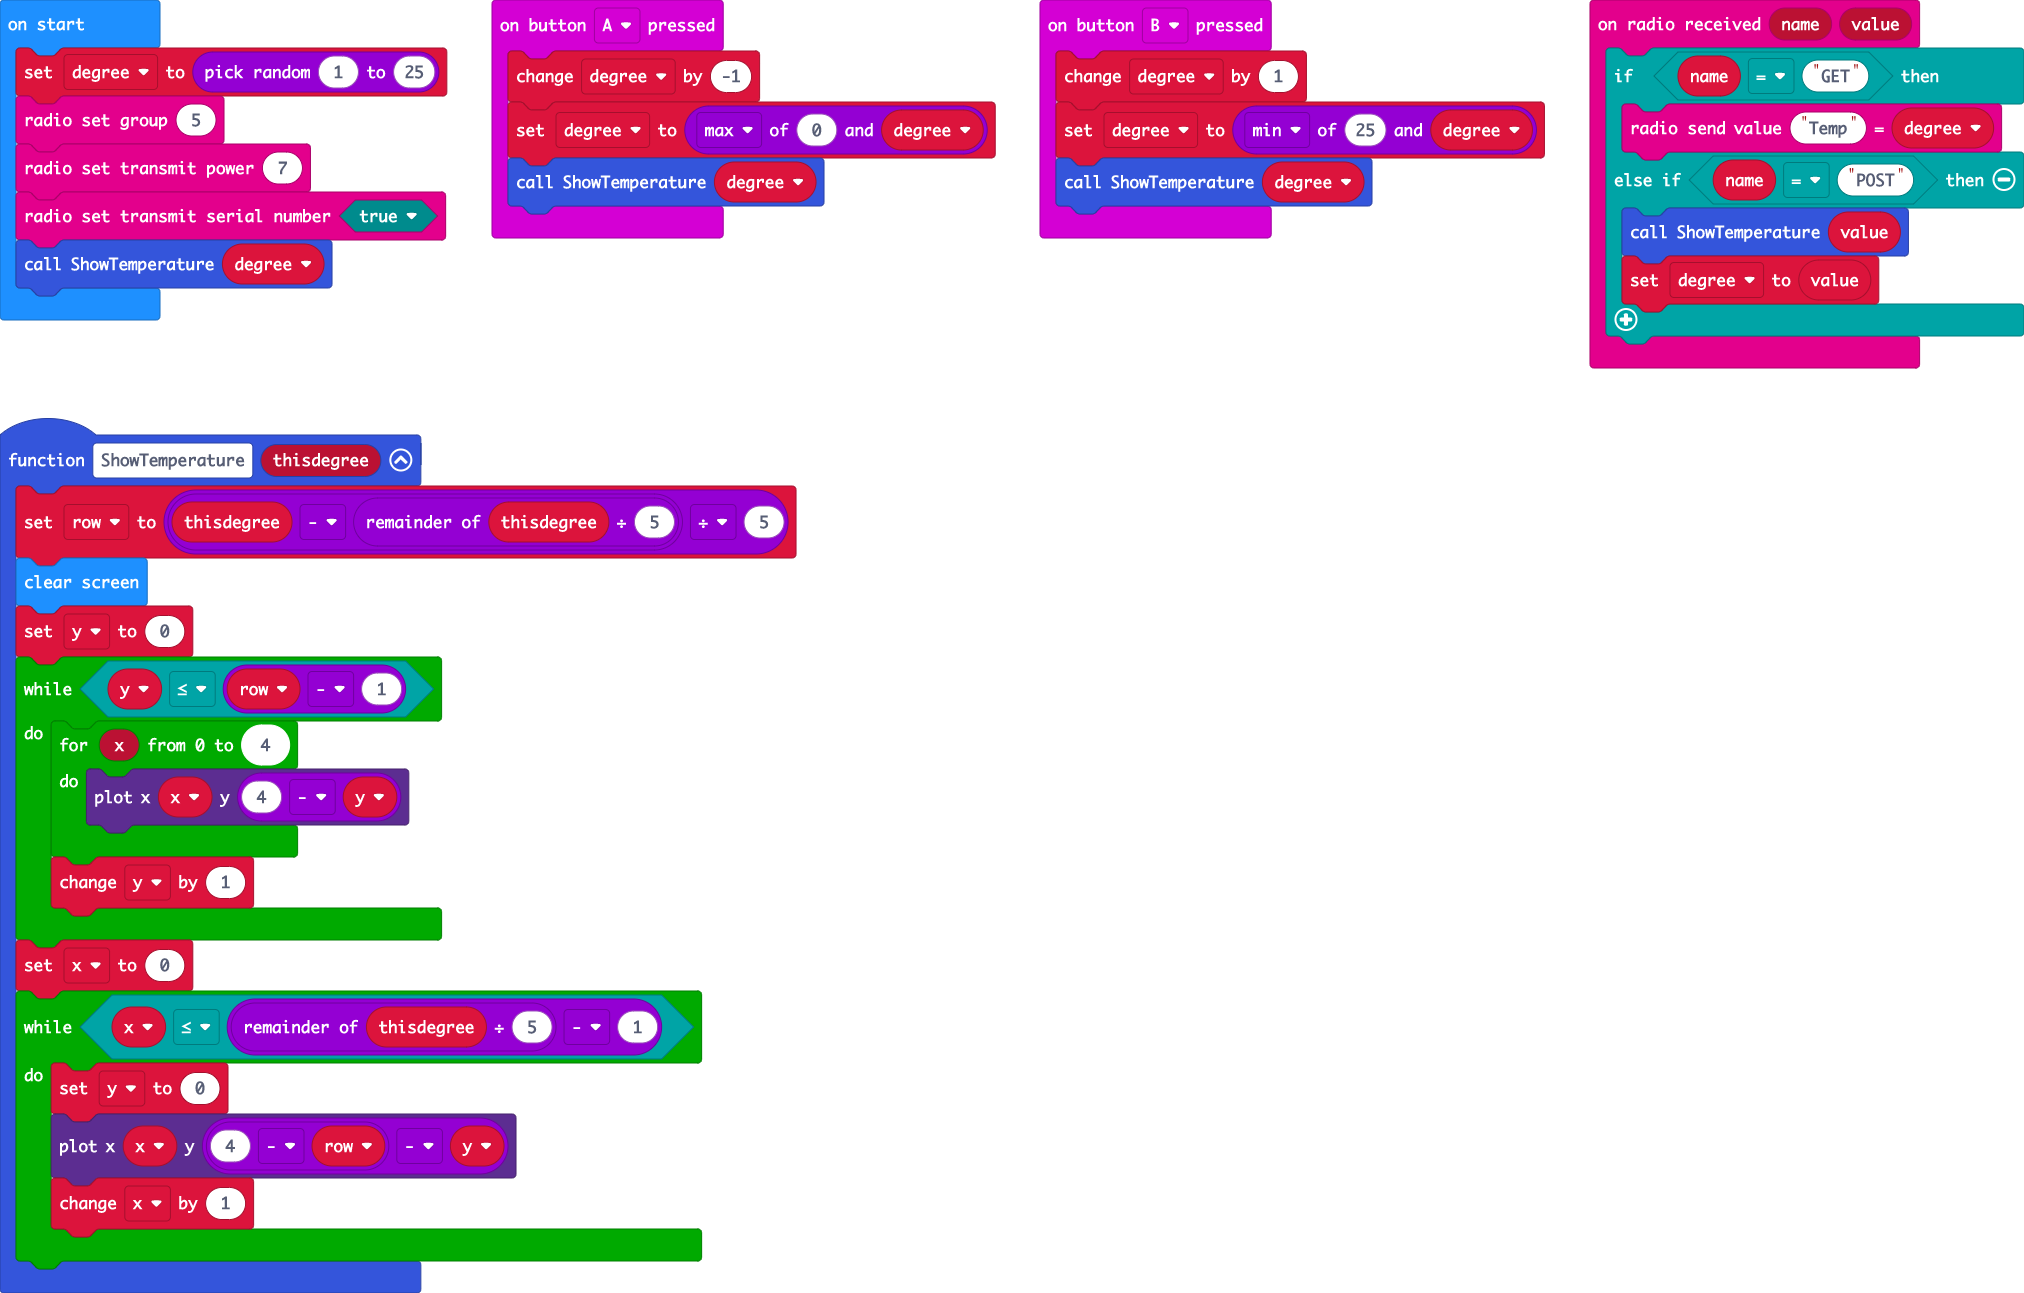 on start
set degree to pick random 1 to 25
radio set group 5
radio set transmit power 7
radio set transmit serial number true
call ShowTemperature degree
on button A pressed
change degree by -1
set degree to max of 0 and degree
call ShowTemperature degree
on button B pressed
change degree by 1
set degree to min of 25 and degree
call ShowTemperature degree
on radio received name value
if name = "GET" then
radio send value "Temp" = degree
else if name = "POST" then
call ShowTemperature value
set degree to value
function ShowTemperature thisdegree
set row to thisdegree - remainder of thisdegree ÷ 5 ÷ 5
clear screen
set y to 0
while y ≤ row - 1
do
for x from 0 to 4
do
plot x x y 4 - y
change y by 1
set x to 0
while x ≤ remainder of thisdegree ÷ 5 - 1
do
set y to 0
plot x x y 4 - row - y
change x by 1